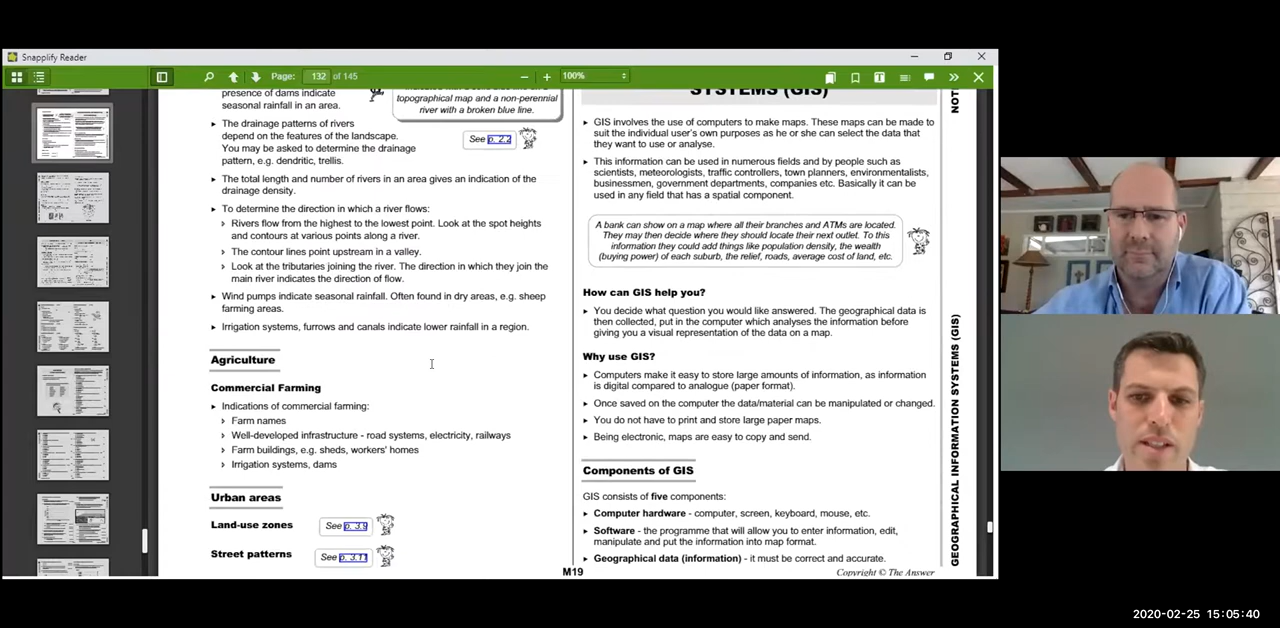 Snapplify Reader
Page: 132 of 145
100%
presence of dams indicate
seasonal rainfall in an area.
topographical map and a non-perennial
river with a broken blue line.
▸ The drainage patterns of rivers
depend on the features of the landscape.
You may be asked to determine the drainage
pattern, e.g. dendritic, trellis.
See p. 2.2
▸ The total length and number of rivers in an area gives an indication of the
drainage density.
▸ To determine the direction in which a river flows:
Rivers flow from the highest to the lowest point. Look at the spot heights
and contours at various points along a river.
The contour lines point upstream in a valley.
Look at the tributaries joining the river. The direction in which they join the
main river indicates the direction of flow.
▸ Wind pumps indicate seasonal rainfall. Often found in dry areas, e.g. sheep
farming areas.
▸ Irrigation systems, furrows and canals indicate lower rainfall in a region.
Agriculture
Commercial Farming
▸ Indications of commercial farming:
Farm names
Well-developed infrastructure - road systems, electricity, railways
Farm buildings, e.g. sheds, workers' homes
Irrigation systems, dams
Urban areas
Land-use zones
See p. 3.9
Street patterns
See p. 3.11
SYSTEMS (GIS)
▸ GIS involves the use of computers to make maps. These maps can be made to
suit the individual user's own purposes as he or she can select the data that
they want to use or analyse.
▸ This information can be used in numerous fields and by people such as
scientists, meteorologists, traffic controllers, town planners, environmentalists,
businessmen, government departments, companies etc. Basically it can be
used in any field that has a spatial component.
A bank can show on a map where all their branches and ATMs are located.
They may then decide where they should locate their next outlet. To this
information they could add things like population density, the wealth
(buying power) of each suburb, the relief, roads, average cost of land, etc.
How can GIS help you?
▸ You decide what question you would like answered. The geographical data is
then collected, put in the computer which analyses the information before
giving you a visual representation of the data on a map.
Why use GIS?
▸ Computers make it easy to store large amounts of information, as information
is digital compared to analogue (paper format).
▸ Once saved on the computer the data/material can be manipulated or changed.
▸ You do not have to print and store large paper maps.
▸ Being electronic, maps are easy to copy and send.
Components of GIS
GIS consists of five components:
▸ Computer hardware - computer, screen, keyboard, mouse, etc.
▸ Software - the programme that will allow you to enter information, edit,
manipulate and put the information into map format.
▸ Geographical data (information) - it must be correct and accurate.
M19
Copyright © The Answer
GEOGRAPHICAL INFORMATION SYSTEMS (GIS)
2020-02-25 15:05:40